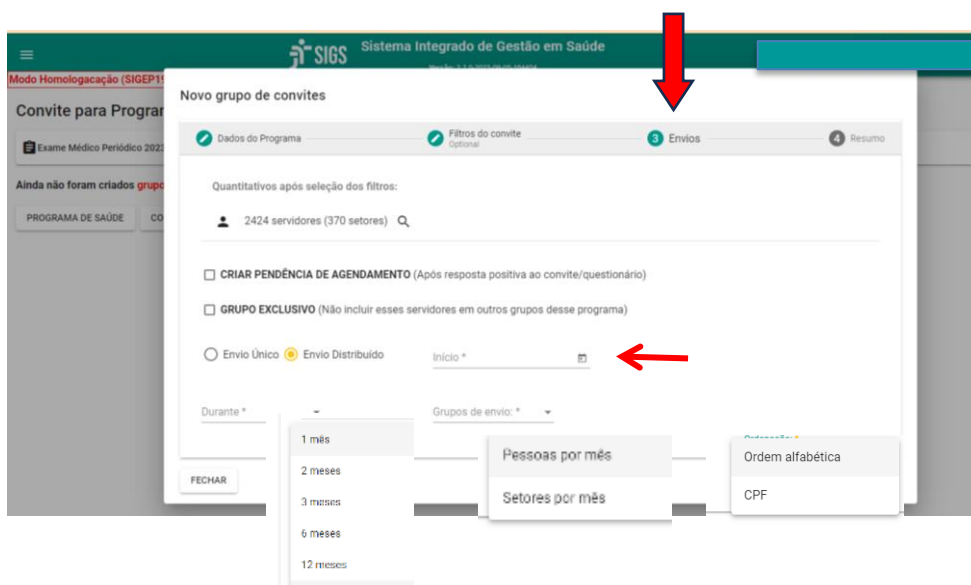 SIGS Sistema Integrado de Gestão em Saúde
Modo Homologacação (SIGEP
Convite para Program
Exame Médico Periódico 2023
Ainda não foram criados grupo
PROGRAMA DE SAÚDE CO
Novo grupo de convites
Dados do Programa
Filtros do convite
Optional
3 Envios
4 Resumo
Quantitativos após seleção dos filtros:
2424 servidores (370 setores)
CRIAR PENDÊNCIA DE AGENDAMENTO (Após resposta positiva ao convite/questionário)
GRUPO EXCLUSIVO (Não incluir esses servidores em outros grupos desse programa)
Envio Único Envio Distribuído Início *
Durante * Grupos de envio: *
1 mês
2 meses
3 meses
6 meses
12 meses
Pessoas por mês
Setores por mês
Ordenação: *
Ordem alfabética
CPF
FECHAR